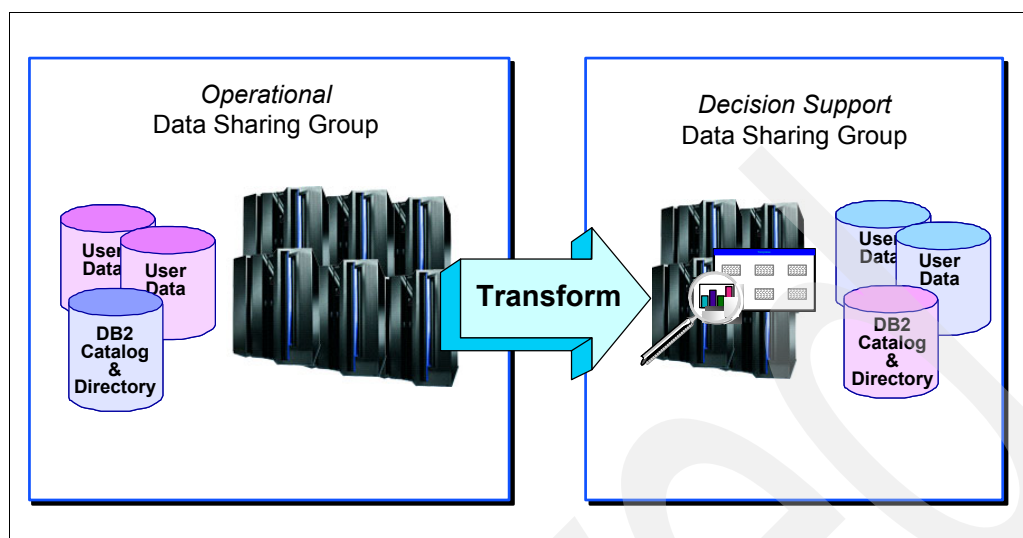 Operational
Data Sharing Group
User
Data
User
Data
DB2
Catalog
&
Directory
Transform
Decision Support
Data Sharing Group
User
Data
User
Data
DB2
Catalog
&
Directory